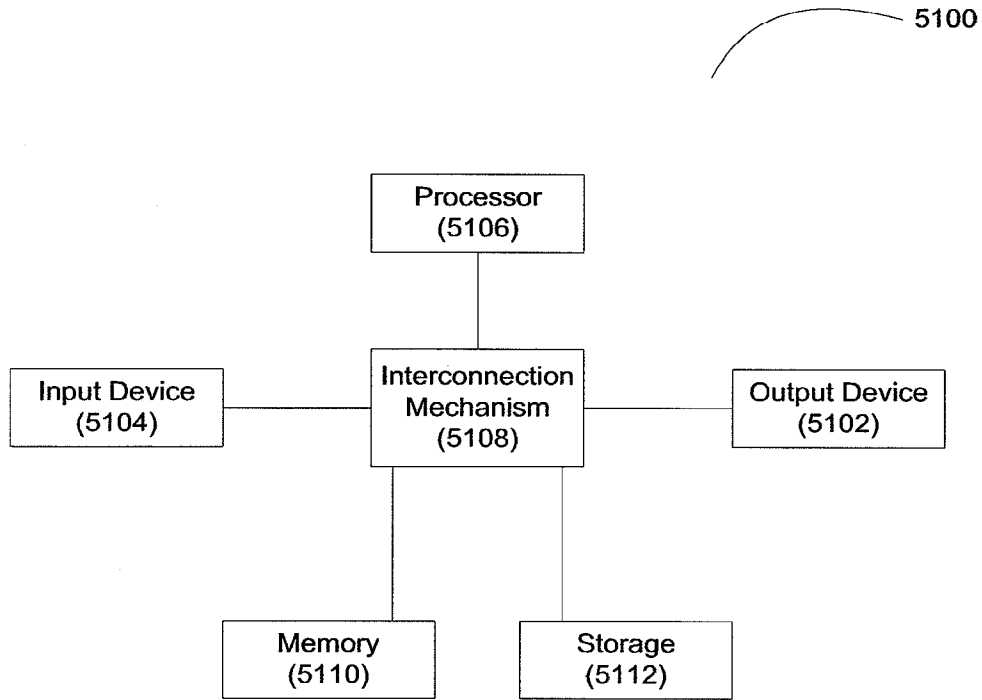 5100
Processor
(5106)
Input Device
(5104)
Interconnection
Mechanism
(5108)
Output Device
(5102)
Memory
(5110)
Storage
(5112)